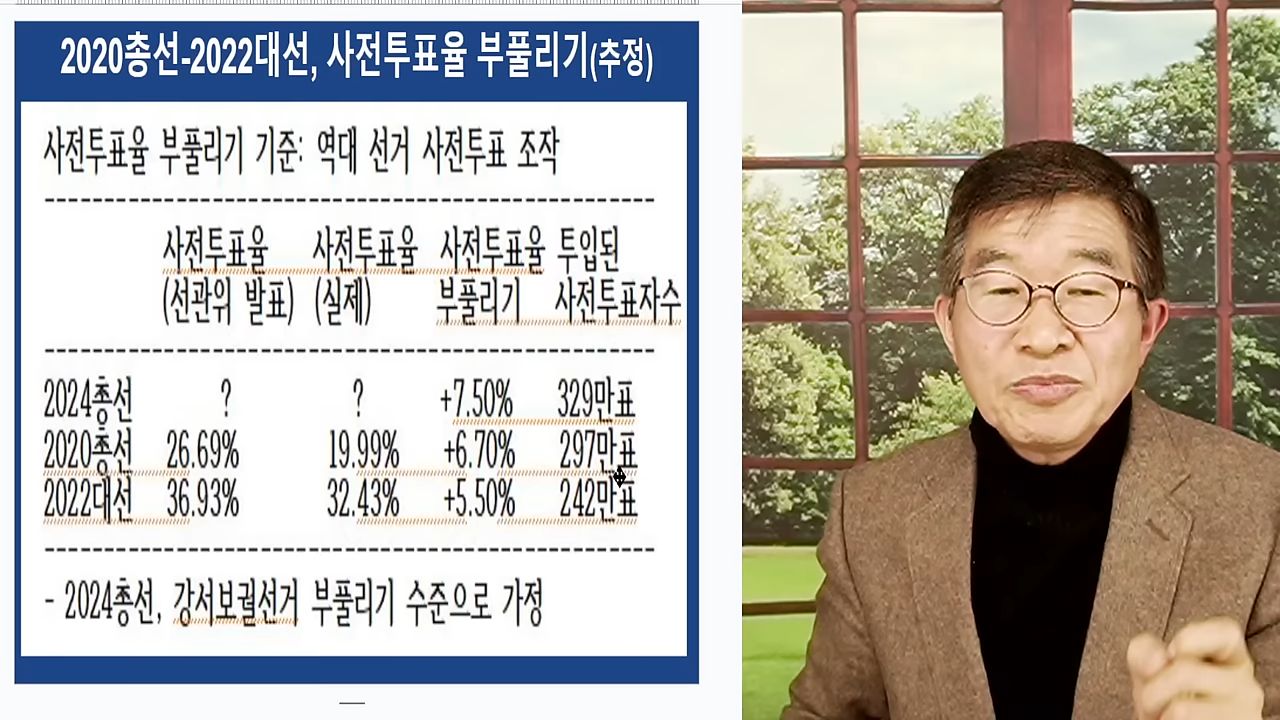 2020총선-2022대선, 사전투표율 부풀리기(추정)
사전투표율 부풀리기 기준: 역대 선거 사전투표 조작
사전투표율 사전투표율 사전투표율 투입된
(선관위 발표) (실제) 부풀리기 사전투표자수
2024총선 ? ? +7.50% 329만표
2020총선 26.69% 19.99% +6.70% 297만표
2022대선 36.93% 32.43% +5.50% 242만표
- 2024총선, 강서보궐선거 부풀리기 수준으로 가정